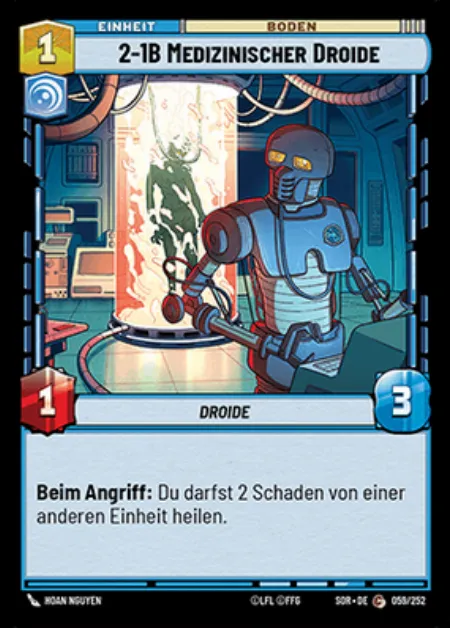 EINHEIT
BODEN
1
2-1B MEDIZINISCHER DROIDE
1
DROIDE
3
Beim Angriff: Du darfst 2 Schaden von einer
anderen Einheit heilen.
HOAN NGUYEN
©LFL ©FFG
SOR • DE C 059/252